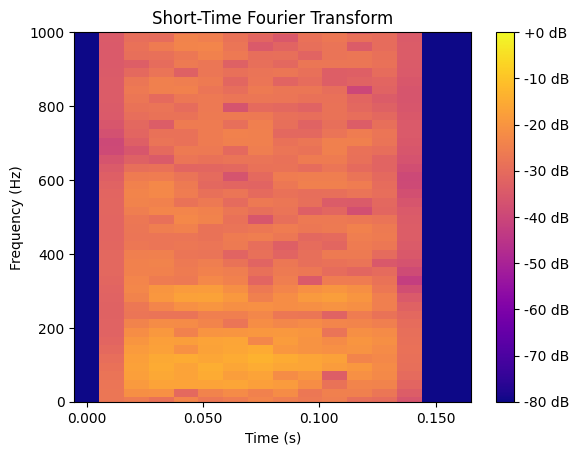 Short-Time Fourier Transform
1000
800
600
400
200
0
Frequency (Hz)
0.000
0.050
0.100
0.150
Time (s)
+0 dB
-10 dB
-20 dB
-30 dB
-40 dB
-50 dB
-60 dB
-70 dB
-80 dB